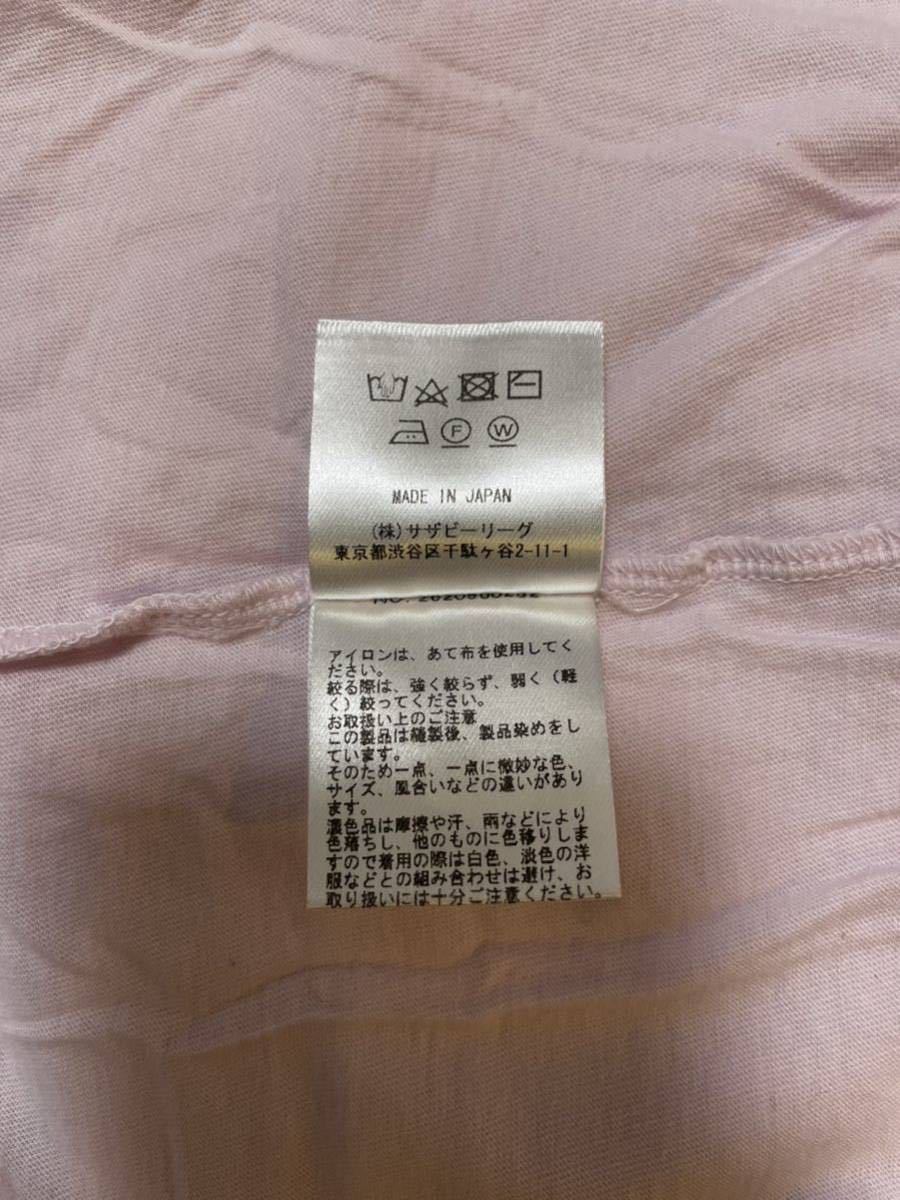 F W
MADE IN JAPAN
(株)サザビーリーグ
東京都渋谷区千駄ヶ谷2-11-1
アイロンは、あて布を使用してく
ださい。
絞る際は、強く絞らず、弱く(軽
く)絞ってください。
お取扱い上のご注意
この製品は縫製後、製品染めをし
ています。
そのため一点、一点に微妙な色、
サイズ、風合いなどの違いがあり
ます。
濃色品は摩擦や汗、雨などにより
色落ちし、他のものに色移りしま
すので着用の際は白色、淡色の洋
服などとの組み合わせは避け、お
取り扱いには十分ご注意ください。